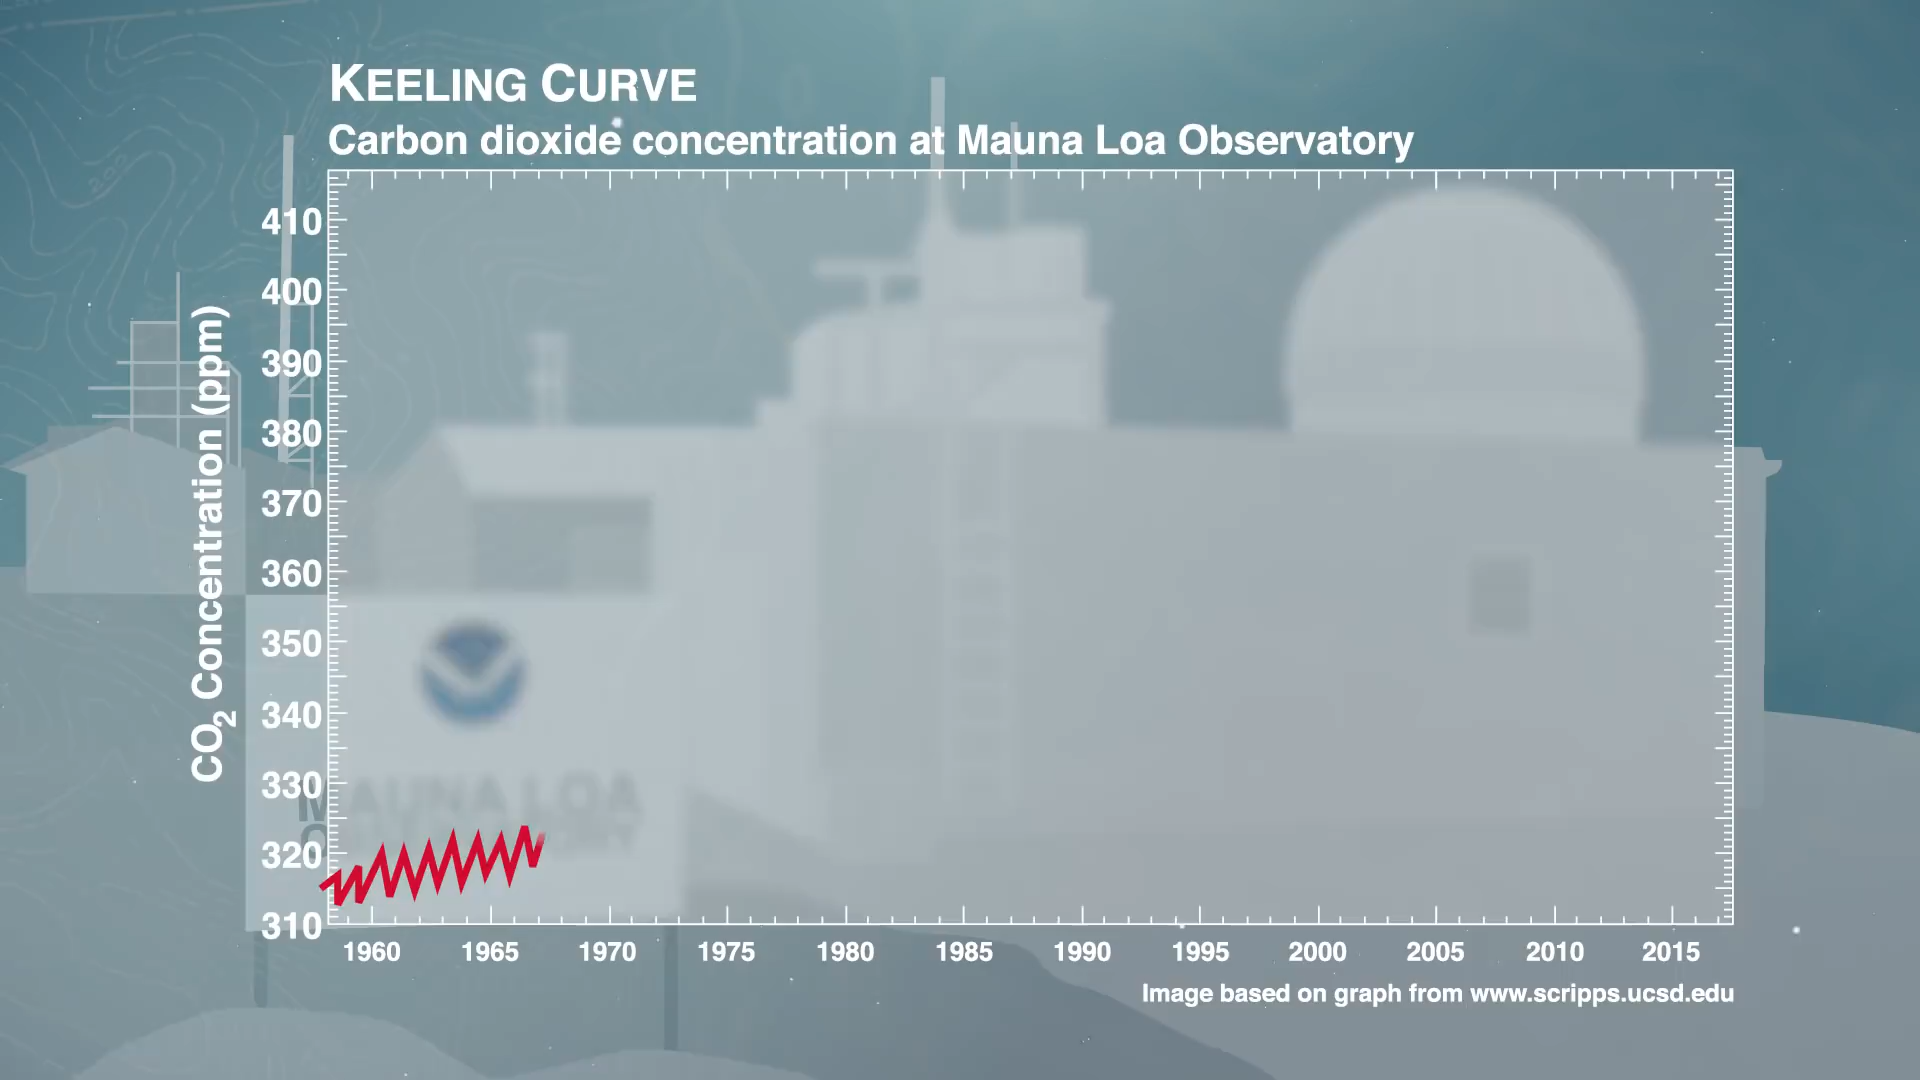 KEELING CURVE
Carbon dioxide concentration at Mauna Loa Observatory
CO2 Concentration (ppm)
410
400
390
380
370
360
350
340
330
320
310
1960 1965 1970 1975 1980 1985 1990 1995 2000 2005 2010 2015
MAUNA LOA
Image based on graph from www.scripps.ucsd.edu